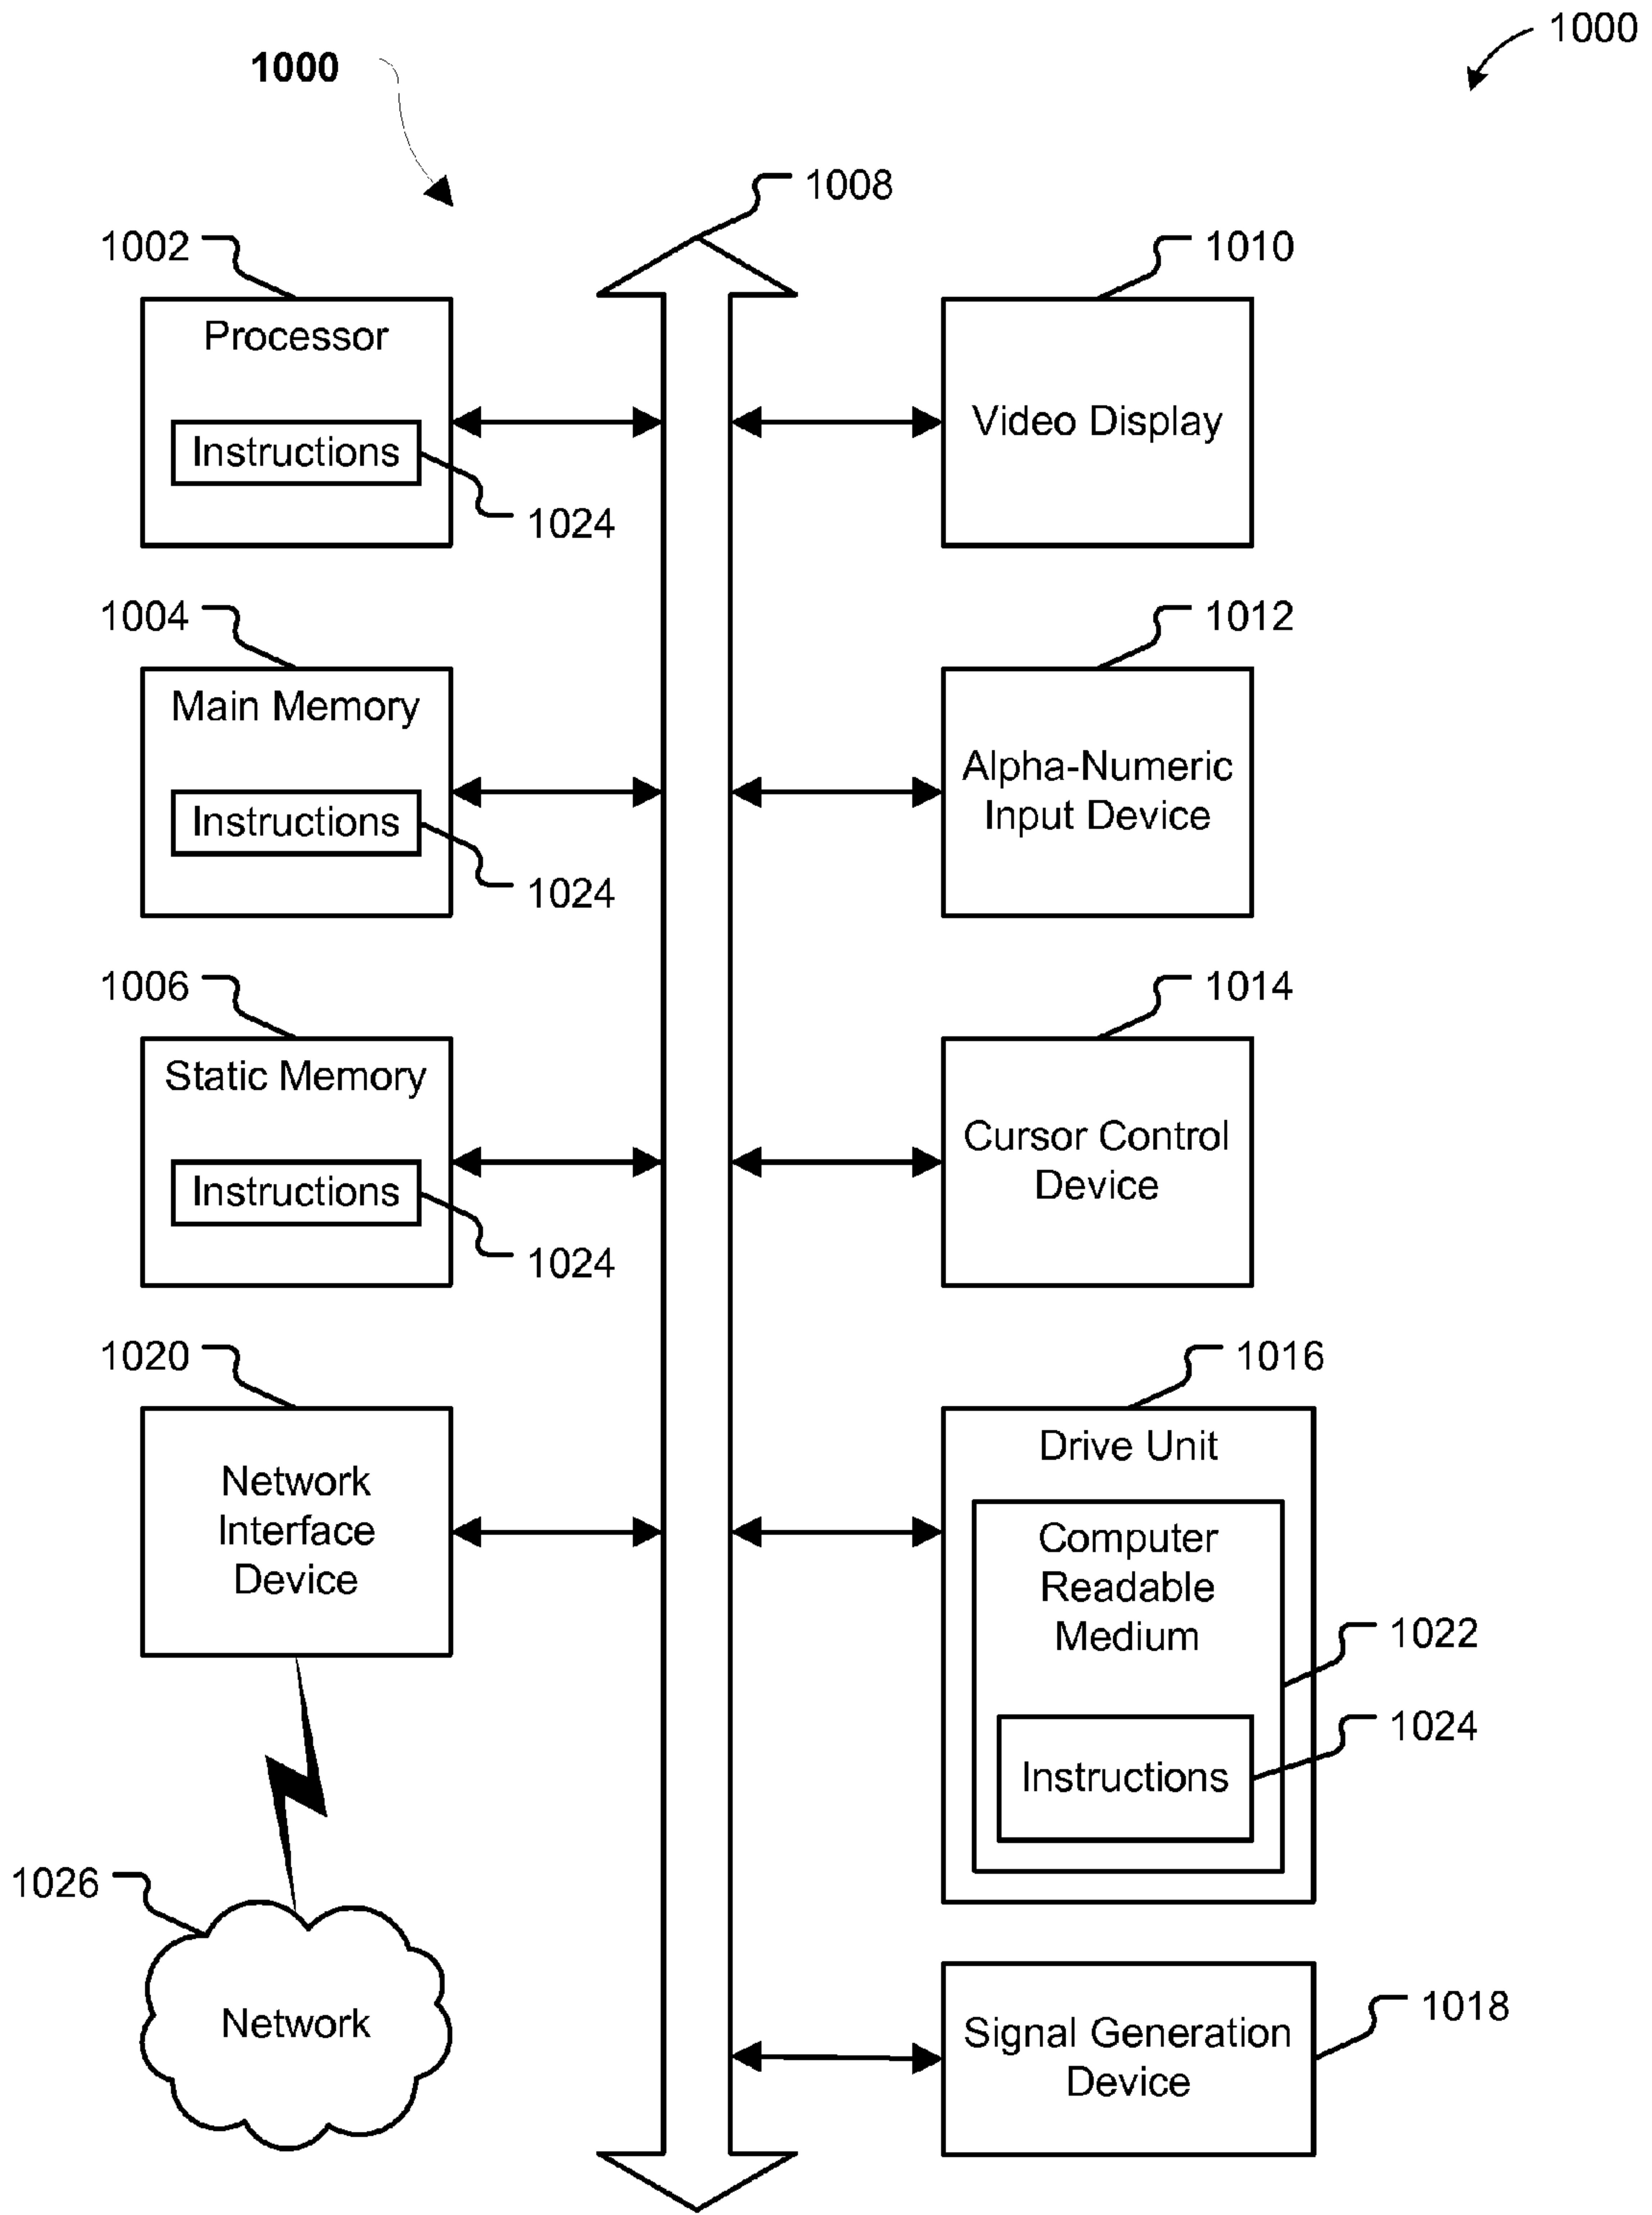 1000
1000
1008
1002
1010
Processor
Instructions
1024
Video Display
1004
1012
Main Memory
Instructions
1024
Alpha-Numeric
Input Device
1006
1014
Static Memory
Instructions
1024
Cursor Control
Device
1020
1016
Network
Interface
Device
Drive Unit
Computer
Readable
Medium
1022
Instructions
1024
1026
Network
Signal Generation
Device
1018